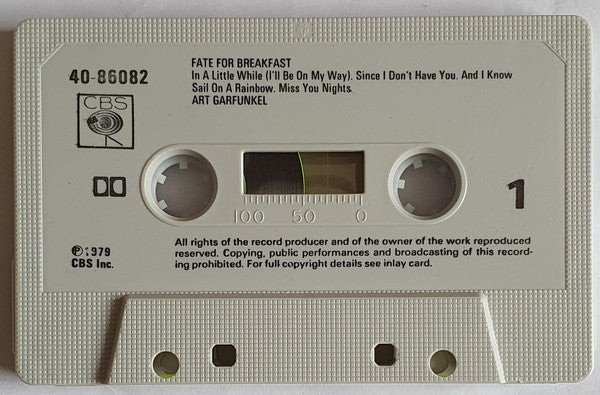 FATE FOR BREAKFAST
40-86082
In A Little While (I'll Be On My Way). Since I Don't Have You. And I Know
Sail On A Rainbow. Miss You Nights.
ART GARFUNKEL
CBS
1
100 50 0
℗ 1979
CBS Inc.
All rights of the record producer and of the owner of the work reproduced
reserved. Copying, public performances and broadcasting of this record-
ing prohibited. For full copyright details see inlay card.